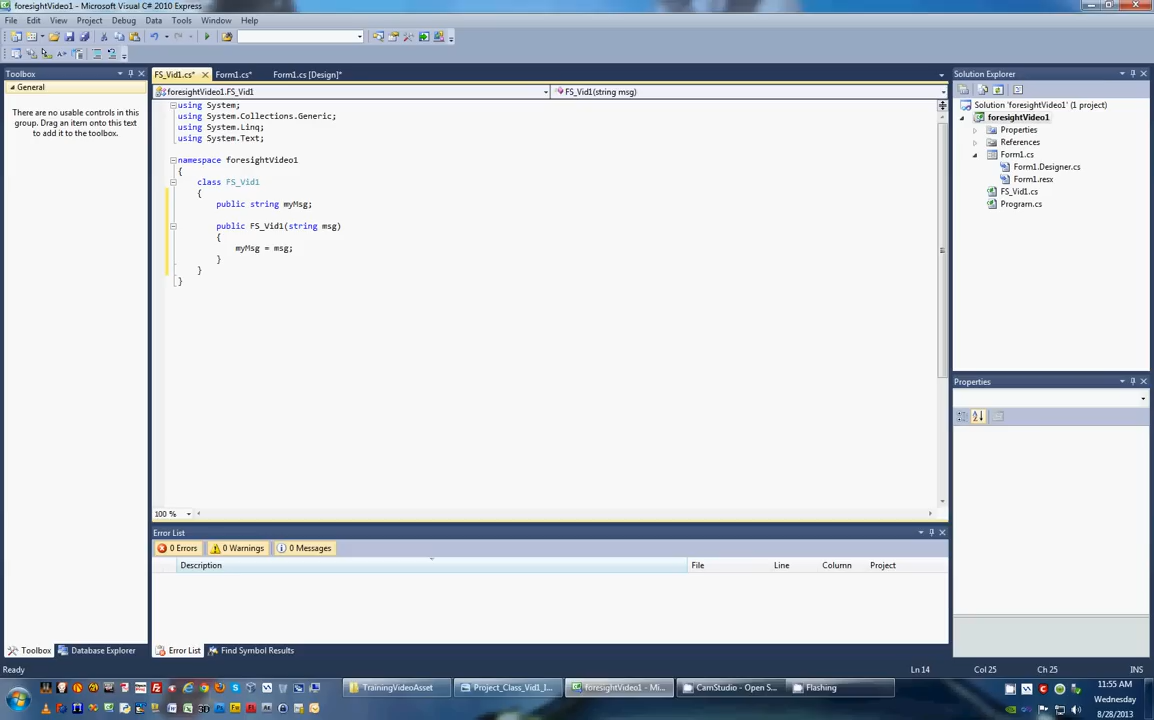 foresightVideo1 - Microsoft Visual C# 2010 Express
File Edit View Project Debug Data Tools Window Help
Toolbox
General
There are no usable controls in this
group. Drag an item onto this text
to add it to the toolbox.
FS_Vid1.cs* Form1.cs* Form1.cs [Design]*
foresightVideo1.FS_Vid1 FS_Vid1(string msg)
using System;
using System.Collections.Generic;
using System.Linq;
using System.Text;
namespace foresightVideo1
{
class FS_Vid1
{
public string myMsg;
public FS_Vid1(string msg)
{
myMsg = msg;
}
}
}
100 %
Solution Explorer
Solution 'foresightVideo1' (1 project)
foresightVideo1
Properties
References
Form1.cs
Form1.Designer.cs
Form1.resx
FS_Vid1.cs
Program.cs
Properties
Error List
0 Errors 0 Warnings 0 Messages
Description File Line Column Project
Toolbox Database Explorer Error List Find Symbol Results
Ready Ln 14 Col 25 Ch 25 INS
TrainingVideoAsset Project_Class_Vid1_I... foresightVideo1 - Mi... CamStudio - Open S... Flashing
11:55 AM
Wednesday
8/28/2013